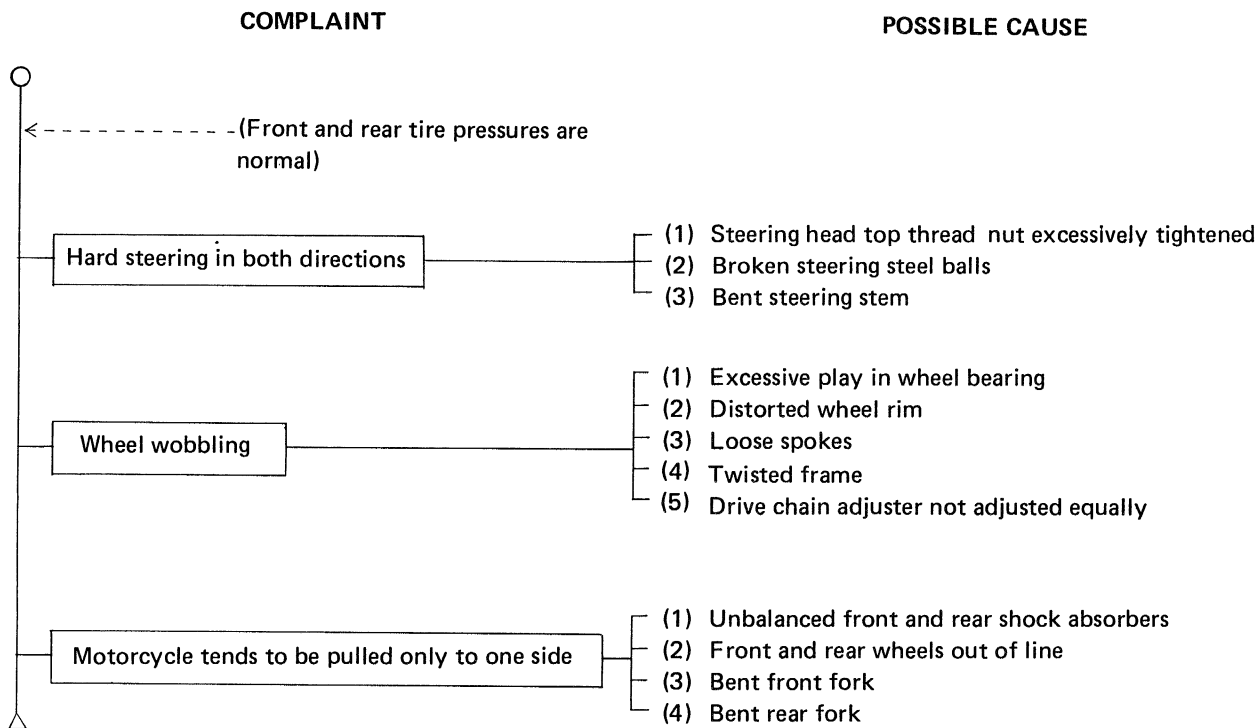 COMPLAINT
POSSIBLE CAUSE
(Front and rear tire pressures are
normal)
Hard steering in both directions
(1) Steering head top thread nut excessively tightened
(2) Broken steering steel balls
(3) Bent steering stem
Wheel wobbling
(1) Excessive play in wheel bearing
(2) Distorted wheel rim
(3) Loose spokes
(4) Twisted frame
(5) Drive chain adjuster not adjusted equally
Motorcycle tends to be pulled only to one side
(1) Unbalanced front and rear shock absorbers
(2) Front and rear wheels out of line
(3) Bent front fork
(4) Bent rear fork